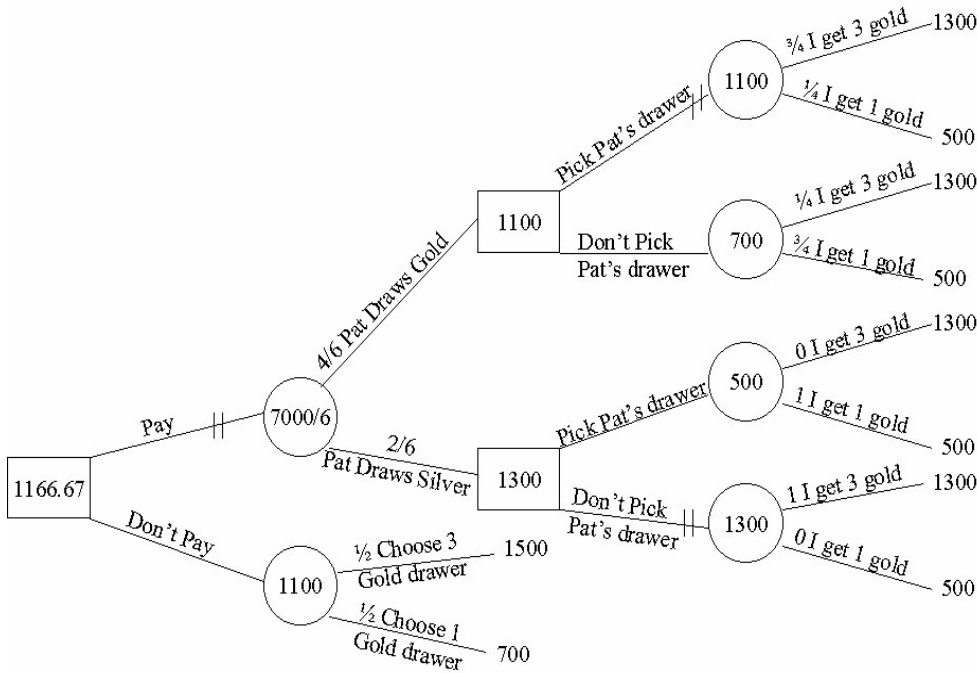 ¾ I get 3 gold
1300
1100
¼ I get 1 gold
500
Pick Pat's drawer
1100
¼ I get 3 gold
1300
Don't Pick
Pat's drawer
700
¾ I get 1 gold
500
4/6 Pat Draws Gold
0 I get 3 gold
1300
500
Pick Pat's drawer
1 I get 1 gold
500
Pay
7000/6
2/6
Pat Draws Silver
1166.67
1300
1 I get 3 gold
1300
Don't Pick
Pat's drawer
1300
0 I get 1 gold
500
Don't Pay
1100
½ Choose 3
Gold drawer
1500
½ Choose 1
Gold drawer
700